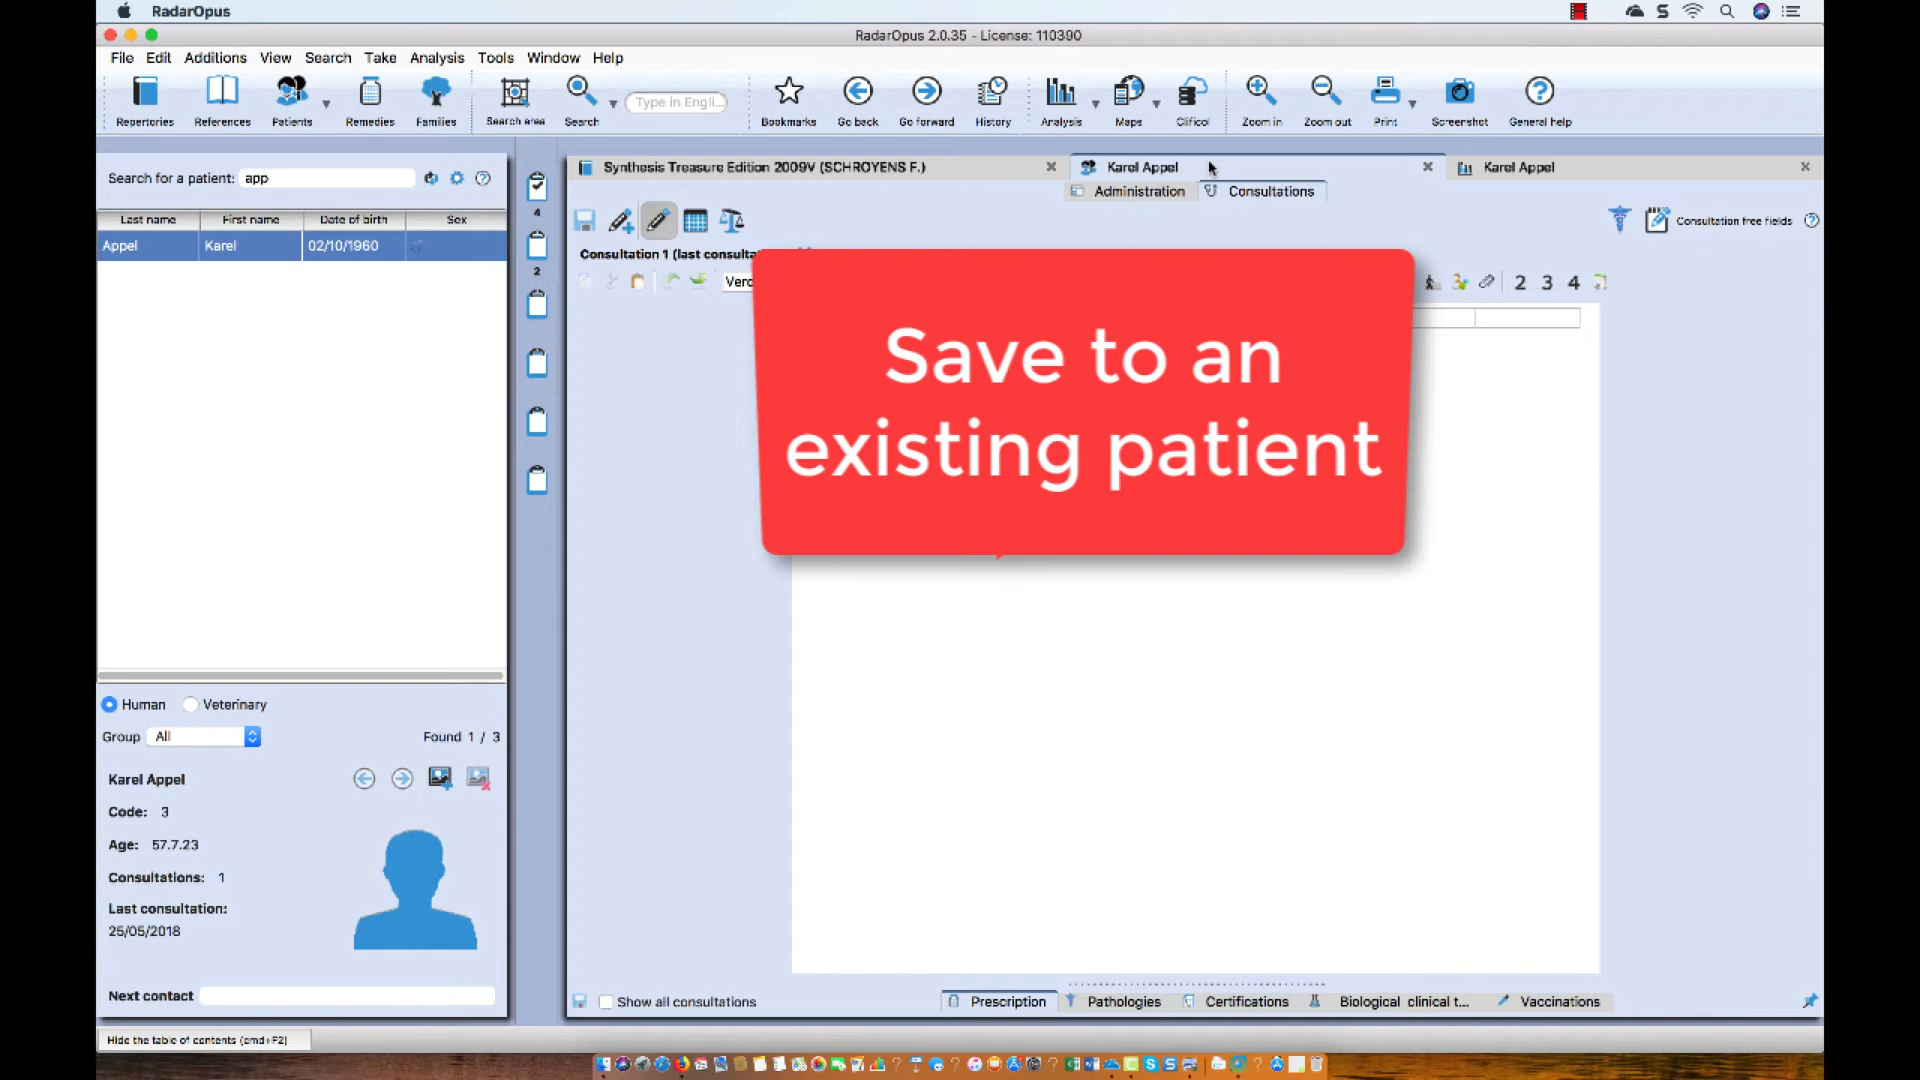 RadarOpus
RadarOpus 2.0.35 - License: 110390
File Edit Additions View Search Take Analysis Tools Window Help
Type in Engli...
Repertories References Patients Remedies Families Search area Search Bookmarks Go back Go forward History Analysis Maps Clificol Zoom in Zoom out Print Screenshot General help
Search for a patient: app
Synthesis Treasure Edition 2009V (SCHROYENS F.)
Karel Appel
Karel Appel
Administration Consultations
Last name First name Date of birth Sex
4
Consultation free fields
Appel Karel 02/10/1960
Consultation 1 (last consulta
2
Verd
2 3 4
Save to an
existing patient
Human Veterinary
Group All Found 1 / 3
Karel Appel
Code: 3
Age: 57.7.23
Consultations: 1
Last consultation:
25/05/2018
Next contact
Show all consultations
Prescription Pathologies Certifications Biological clinical t... Vaccinations
Hide the table of contents (cmd+F2)